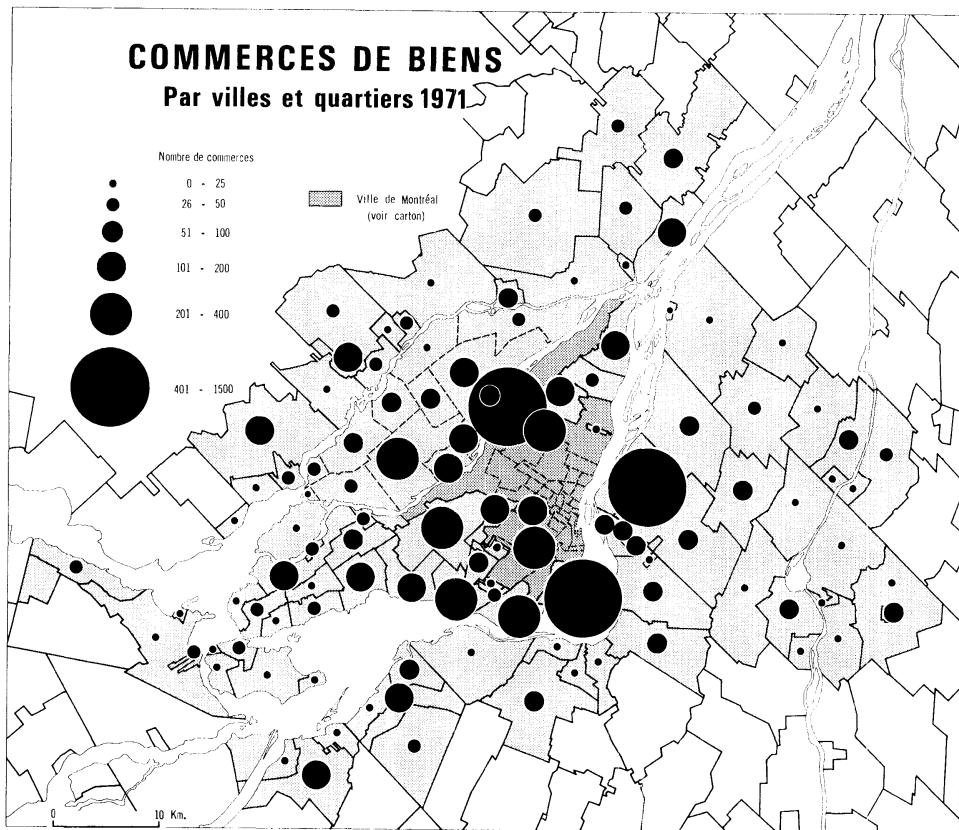 COMMERCES DE BIENS
Par villes et quartiers 1971
Nombre de commerces
0 - 25
26 - 50
51 - 100
101 - 200
201 - 400
401 - 1500
Ville de Montréal
(voir carton)
0 10 Km.